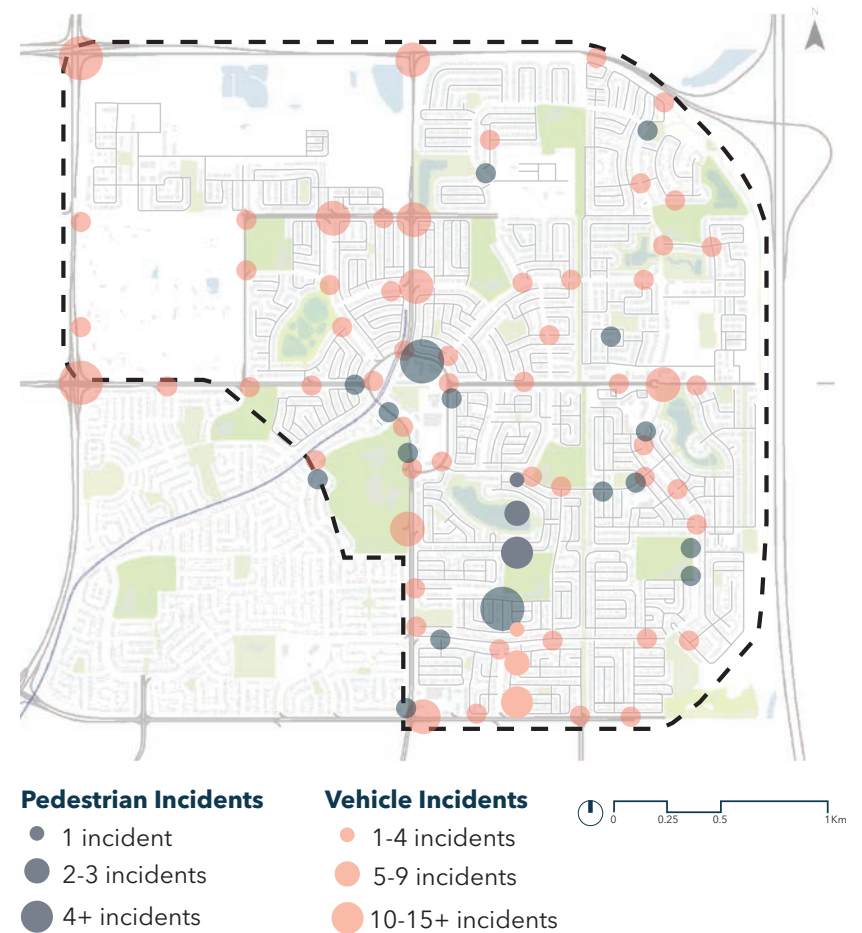 N
Pedestrian Incidents
1 incident
2-3 incidents
4+ incidents
Vehicle Incidents
1-4 incidents
5-9 incidents
10-15+ incidents
0 0.25 0.5 1Km